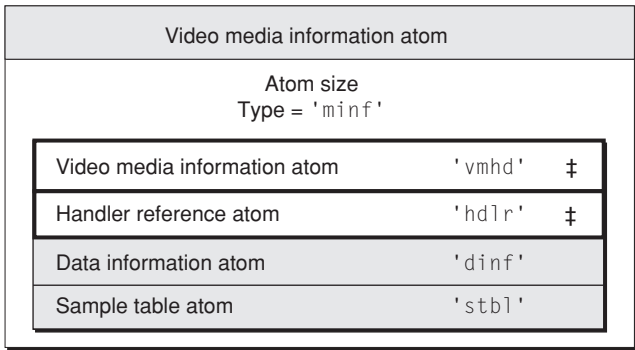 Video media information atom
Atom size
Type = 'minf'
Video media information atom 'vmhd' ‡
Handler reference atom 'hdlr' ‡
Data information atom 'dinf'
Sample table atom 'stbl'